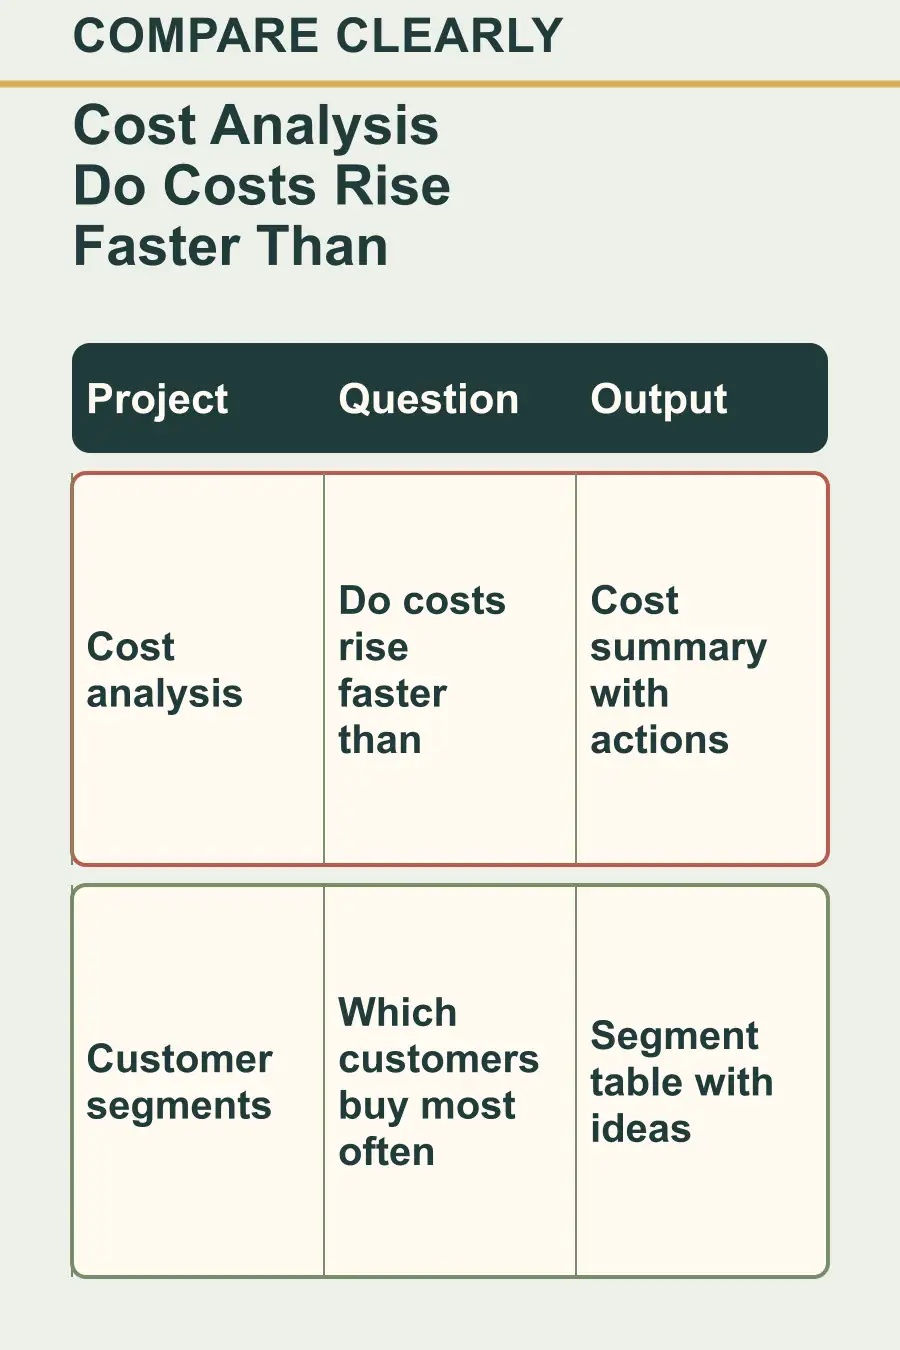 COMPARE CLEARLY
Cost Analysis
Do Costs Rise
Faster Than
Project
Question
Output
Cost
analysis
Do costs
rise
faster
than
Cost
summary
with
actions
Customer
segments
Which
customers
buy most
often
Segment
table with
ideas